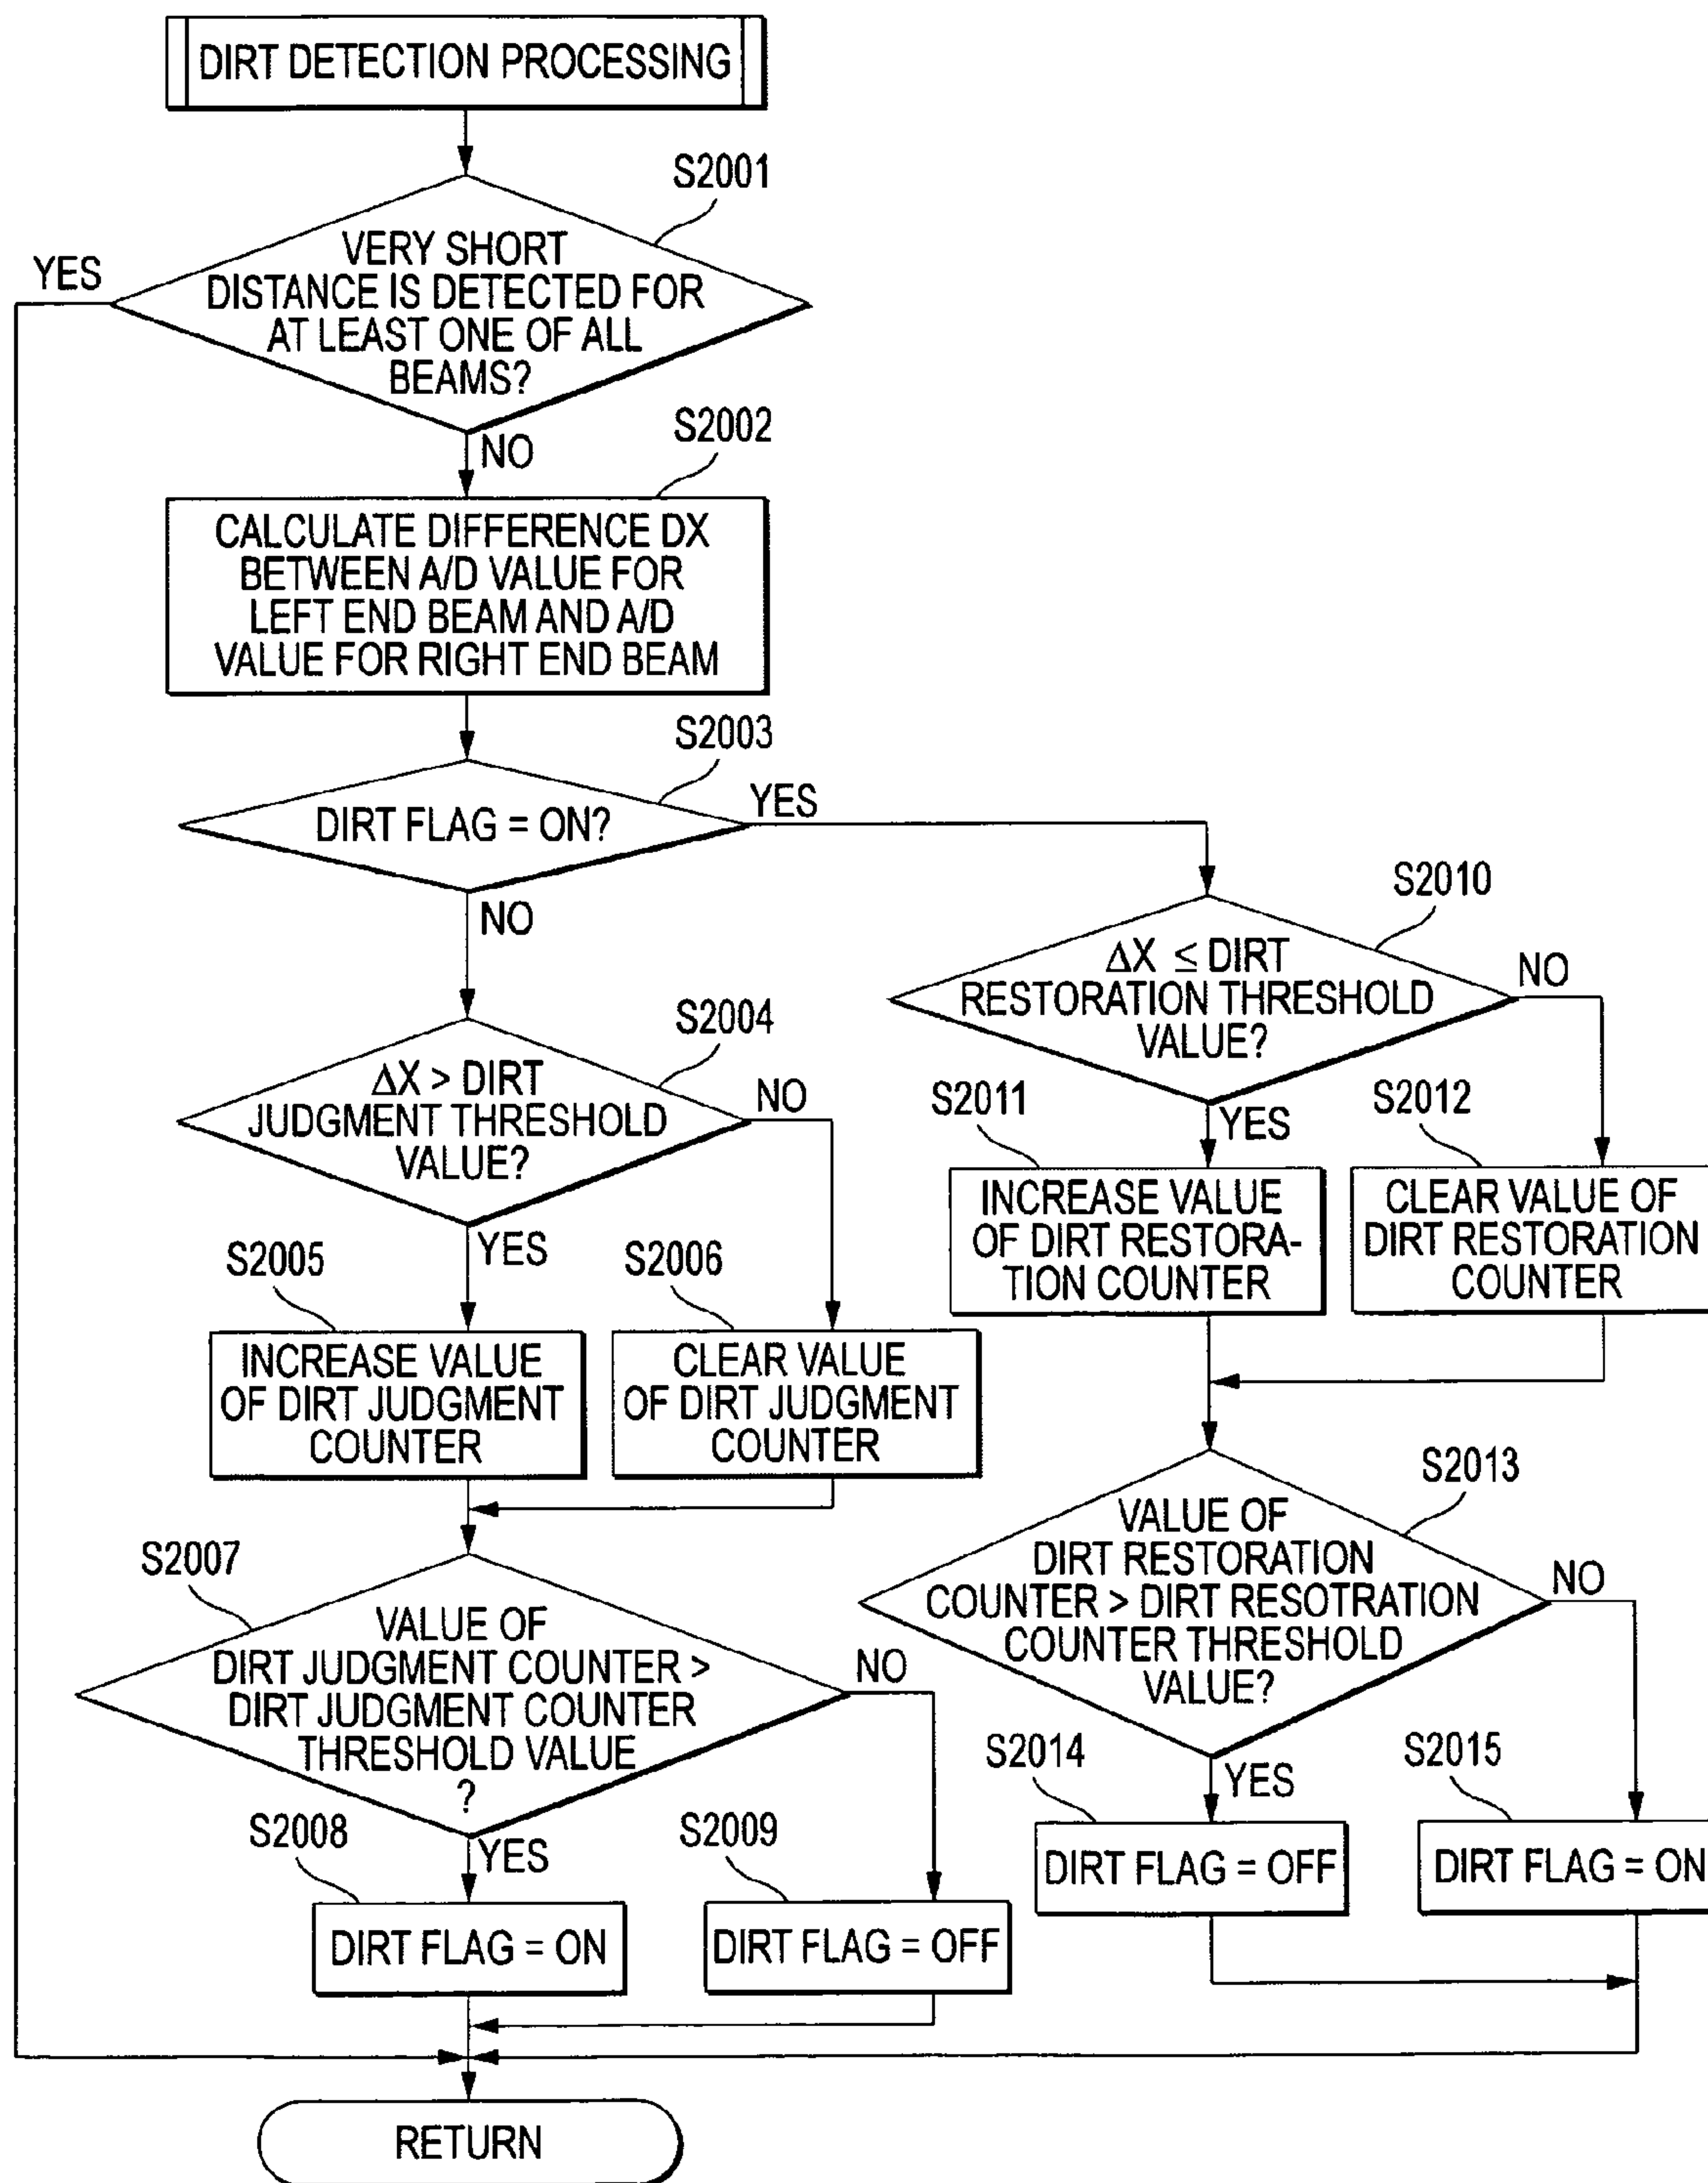 DIRT DETECTION PROCESSING
S2001
VERY SHORT
DISTANCE IS DETECTED FOR
AT LEAST ONE OF ALL
BEAMS?
YES
NO
S2002
CALCULATE DIFFERENCE DX
BETWEEN A/D VALUE FOR
LEFT END BEAM AND A/D
VALUE FOR RIGHT END BEAM
S2003
DIRT FLAG = ON?
YES
NO
S2004
ΔX > DIRT
JUDGMENT THRESHOLD
VALUE?
NO
YES
S2005
INCREASE VALUE
OF DIRT JUDGMENT
COUNTER
S2006
CLEAR VALUE
OF DIRT JUDGMENT
COUNTER
S2007
VALUE OF
DIRT JUDGMENT COUNTER >
DIRT JUDGMENT COUNTER
THRESHOLD VALUE
?
NO
YES
S2008
DIRT FLAG = ON
S2009
DIRT FLAG = OFF
S2010
ΔX ≤ DIRT
RESTORATION THRESHOLD
VALUE?
NO
YES
S2011
INCREASE VALUE
OF DIRT RESTORA-
TION COUNTER
S2012
CLEAR VALUE OF
DIRT RESTORATION
COUNTER
S2013
VALUE OF
DIRT RESTORATION
COUNTER > DIRT RESOTRATION
COUNTER THRESHOLD
VALUE?
NO
YES
S2014
DIRT FLAG = OFF
S2015
DIRT FLAG = ON
RETURN